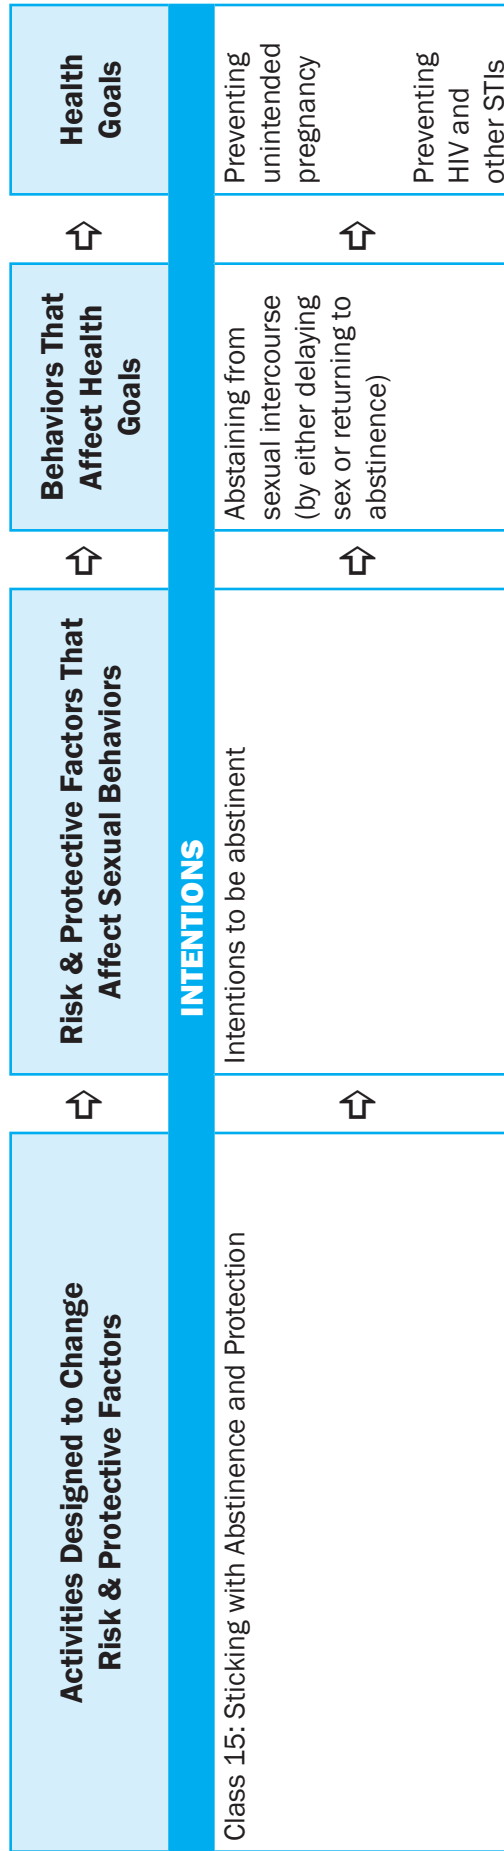 Activities Designed to Change
Risk & Protective Factors
Risk & Protective Factors That
Affect Sexual Behaviors
Behaviors That
Affect Health
Goals
Health
Goals
INTENTIONS
Class 15: Sticking with Abstinence and Protection
Intentions to be abstinent
Abstaining from
sexual intercourse
(by either delaying
sex or returning to
abstinence)
Preventing
unintended
pregnancy
Preventing
HIV and
other STIs